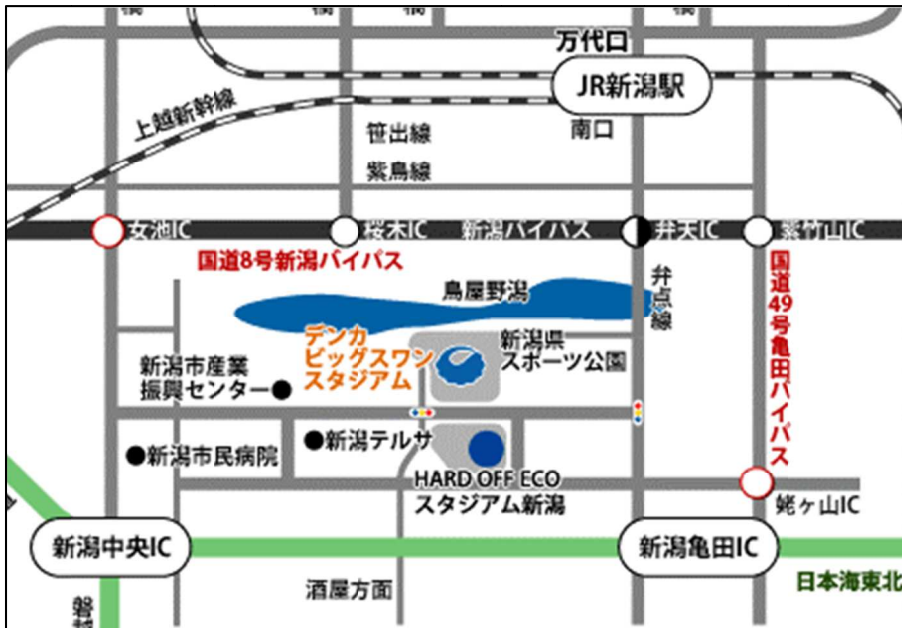 万代口
JR新潟駅
南口
上越新幹線
笹出線
紫鳥線
女池IC
桜木IC
新潟バイパス
弁天IC
紫竹山IC
国道8号新潟バイパス
鳥屋野潟
弁点線
国道49号亀田バイパス
デンカ
ビッグスワン
スタジアム
新潟県
スポーツ公園
新潟市産業
振興センター
新潟市民病院
新潟テルサ
HARD OFF ECO
スタジアム新潟
姥ヶ山IC
新潟中央IC
新潟亀田IC
酒屋方面
日本海東北
磐越